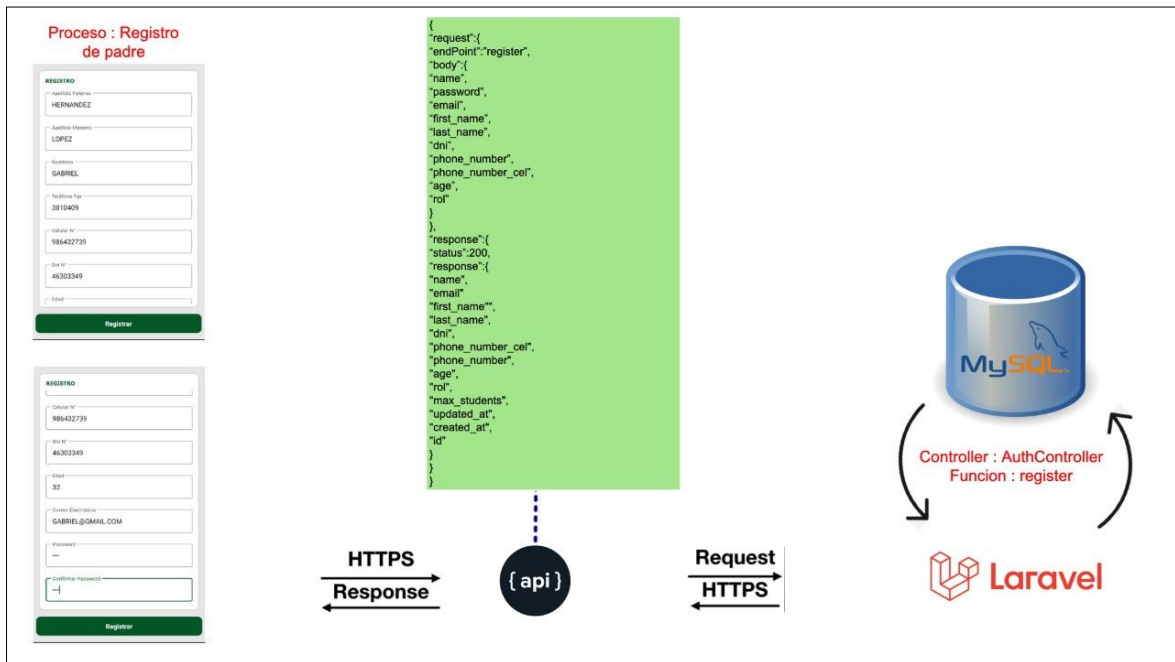 Proceso : Registro
de padre
REGISTRO
Apellido Paterno
HERNANDEZ
Apellido Materno
LOPEZ
Nombres
GABRIEL
Teléfono fijo
3810409
Celular N°
986432739
Dni N°
46303349
Edad
Registrar
REGISTRO
Celular N°
986432739
Dni N°
46303349
Edad
32
Correo Electrónico
GABRIEL@GMAIL.COM
Password
Confirmar Password
Registrar
{
"request":{
"endPoint":"register",
"body":{
"name",
"password",
"email",
"first_name",
"last_name",
"dni",
"phone_number",
"phone_number_cel",
"age",
"rol"
}
},
"response":{
"status":200,
"response":{
"name",
"email"
"first_name"",
"last_name",
"dni",
"phone_number_cel",
"phone_number",
"age",
"rol",
"max_students",
"updated_at",
"created_at",
"id"
}
}
}
HTTPS
Response
{ api }
Request
HTTPS
MySQL
Controller : AuthController
Funcion : register
Laravel